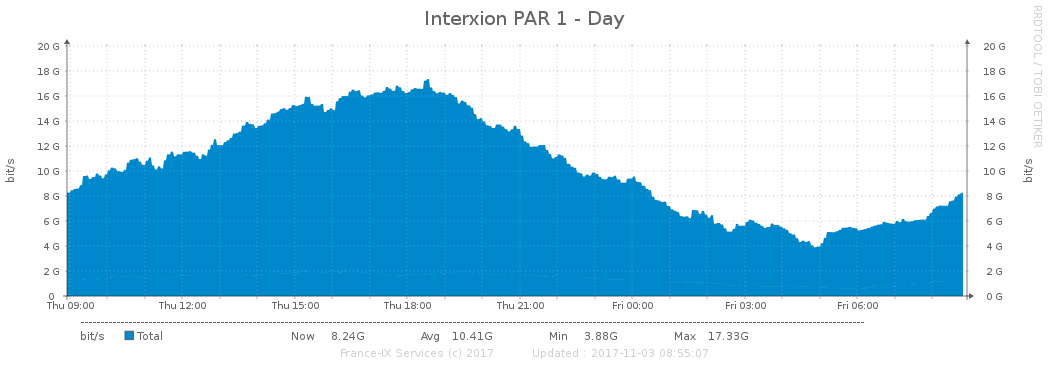 Interxion PAR 1 - Day
RRDTOOL / TOBI OETIKER
20 G 20 G
18 G 18 G
16 G 16 G
14 G 14 G
12 G 12 G
10 G 10 G
8 G 8 G
6 G 6 G
4 G 4 G
2 G 2 G
0 0 G
bit/s bit/s
Thu 09:00 Thu 12:00 Thu 15:00 Thu 18:00 Thu 21:00 Fri 00:00 Fri 03:00 Fri 06:00
bit/s Total Now 8.24G Avg 10.41G Min 3.88G Max 17.33G
France-IX Services (c) 2017 Updated : 2017-11-03 08:55:07